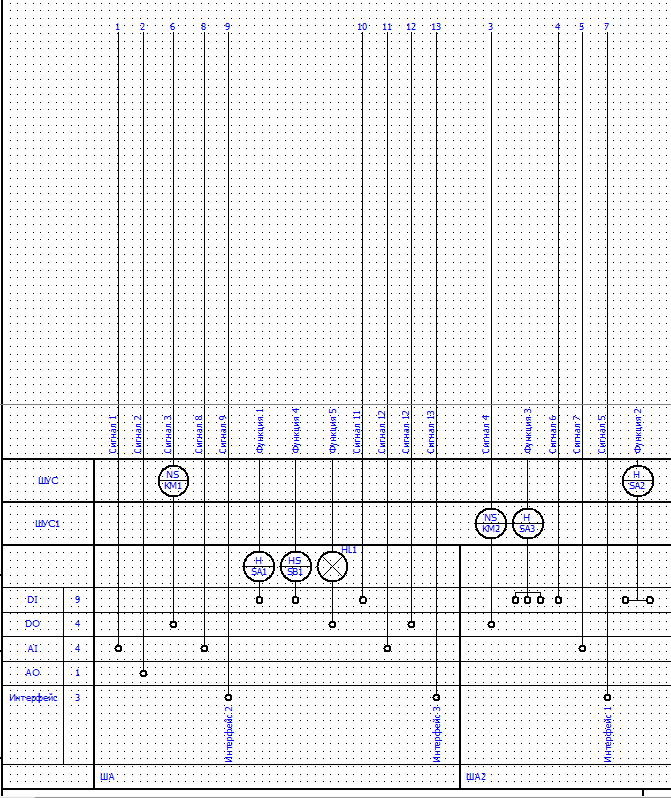 1 2 6 8 9 10 11 12 13 3 4 5 7
Сигнал 1
Сигнал 2
Сигнал 3
Сигнал 8
Сигнал 9
Функция 1
Функция 4
Функция 5
Сигнал 11
Сигнал 12
Сигнал 12
Сигнал 13
Сигнал 4
Функция 3
Сигнал 6
Сигнал 7
Сигнал 5
Функция 2
ШУС
NS
KM1
H
SA2
ШУС1
NS
KM2
H
SA3
HL1
H
SA1
HS
SB1
DI 9
DO 4
AI 4
AO 1
Интерфейс 3
Интерфейс 2
Интерфейс 3
Интерфейс 1
ША
ША2